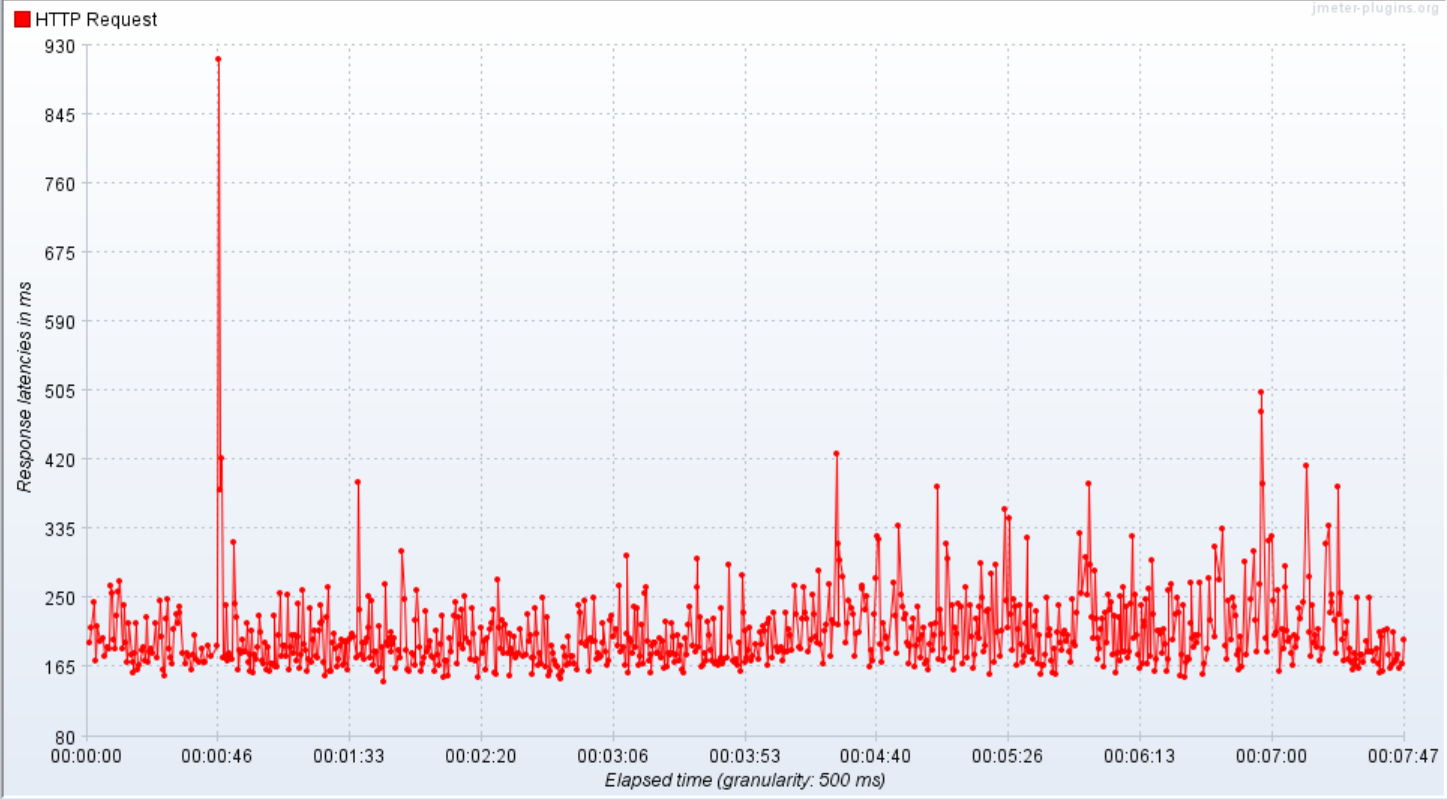 jmeter-plugins.org
HTTP Request
930
845
760
675
590
505
420
335
250
165
80
Response latencies in ms
00:00:00 00:00:46 00:01:33 00:02:20 00:03:06 00:03:53 00:04:40 00:05:26 00:06:13 00:07:00 00:07:47
Elapsed time (granularity: 500 ms)